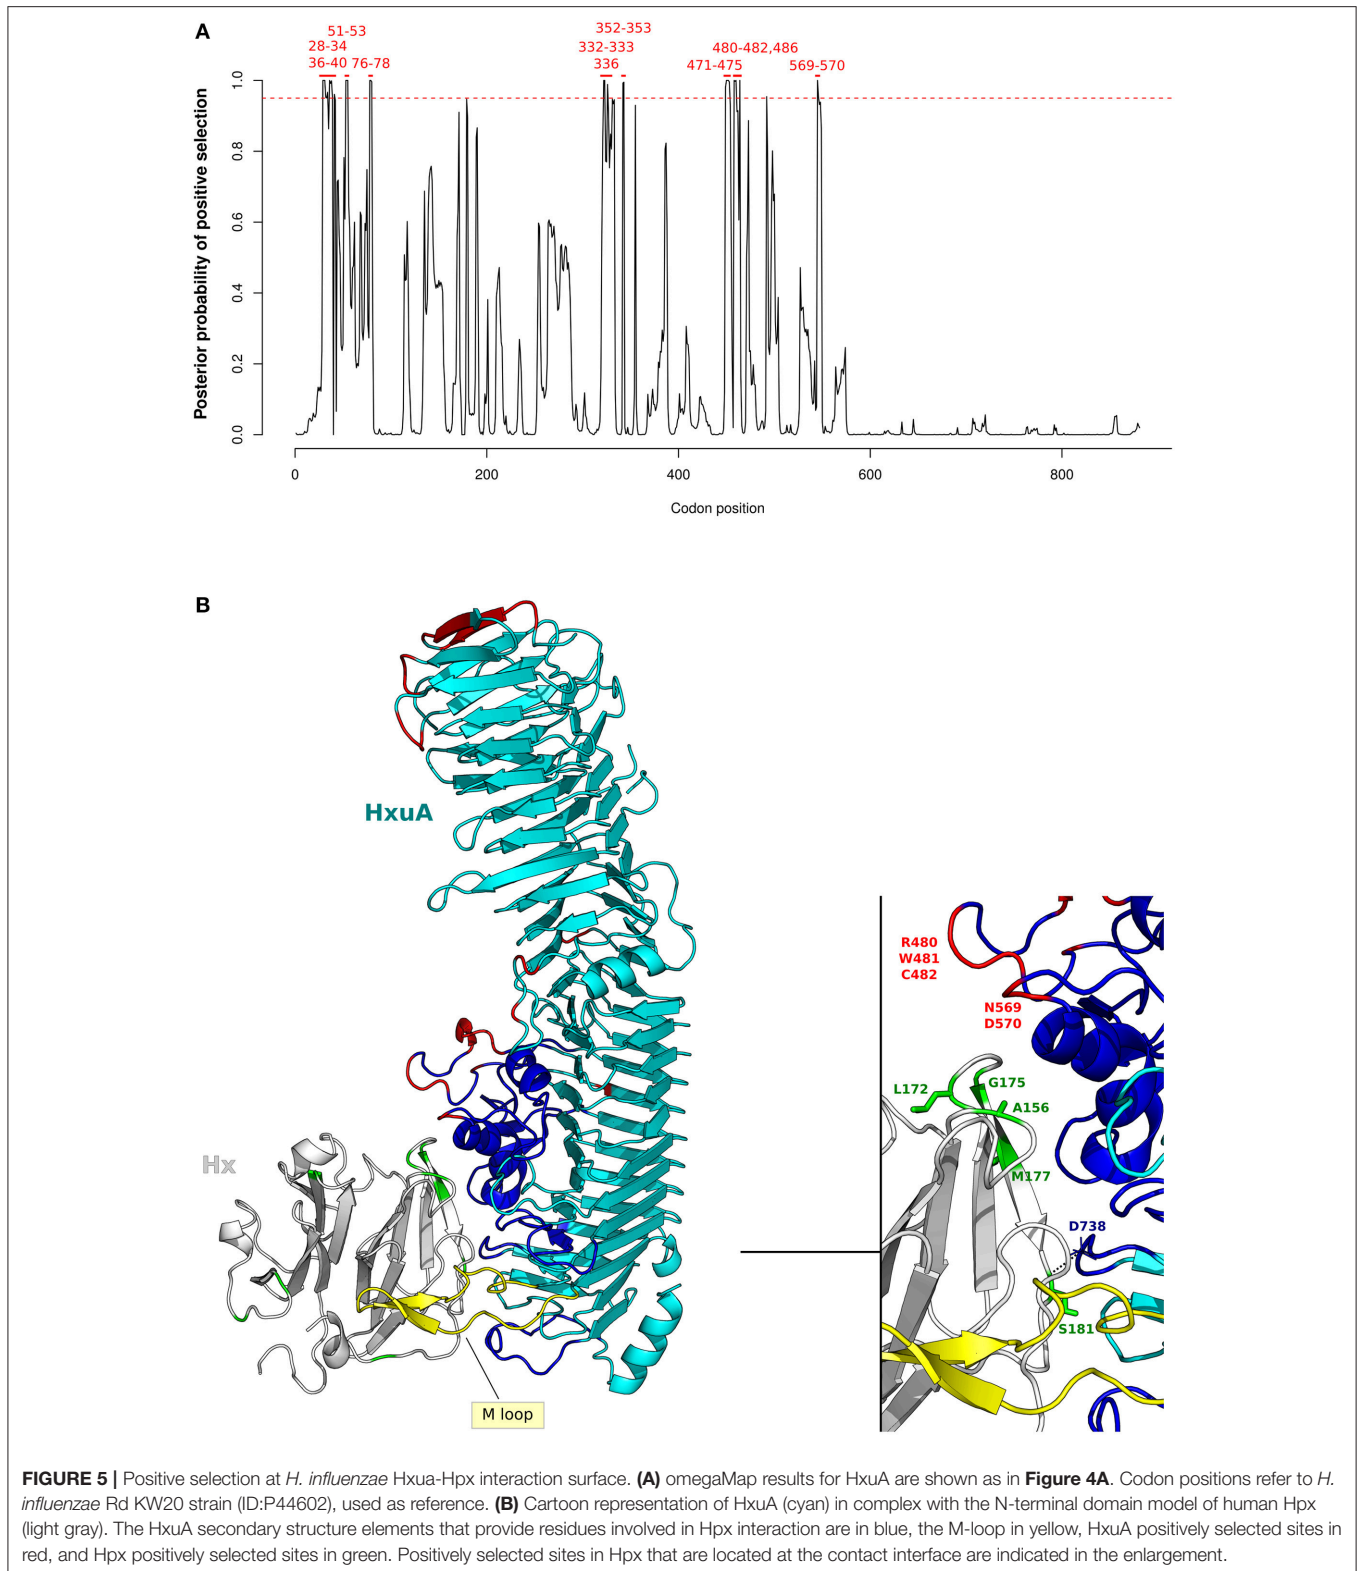 A
51-53
28-34
36-40 76-78
352-353
332-333
336
480-482,486
471-475
569-570
Posterior probability of positive selection
1.0
0.8
0.6
0.4
0.2
0.0
0 200 400 600 800
Codon position
B
HxuA
Hx
M loop
R480
W481
C482
N569
D570
L172
G175
A156
M177
D738
S181
FIGURE 5 | Positive selection at H. influenzae Hxua-Hpx interaction surface. (A) omegaMap results for HxuA are shown as in Figure 4A. Codon positions refer to H.
influenzae Rd KW20 strain (ID:P44602), used as reference. (B) Cartoon representation of HxuA (cyan) in complex with the N-terminal domain model of human Hpx
(light gray). The HxuA secondary structure elements that provide residues involved in Hpx interaction are in blue, the M-loop in yellow, HxuA positively selected sites in
red, and Hpx positively selected sites in green. Positively selected sites in Hpx that are located at the contact interface are indicated in the enlargement.